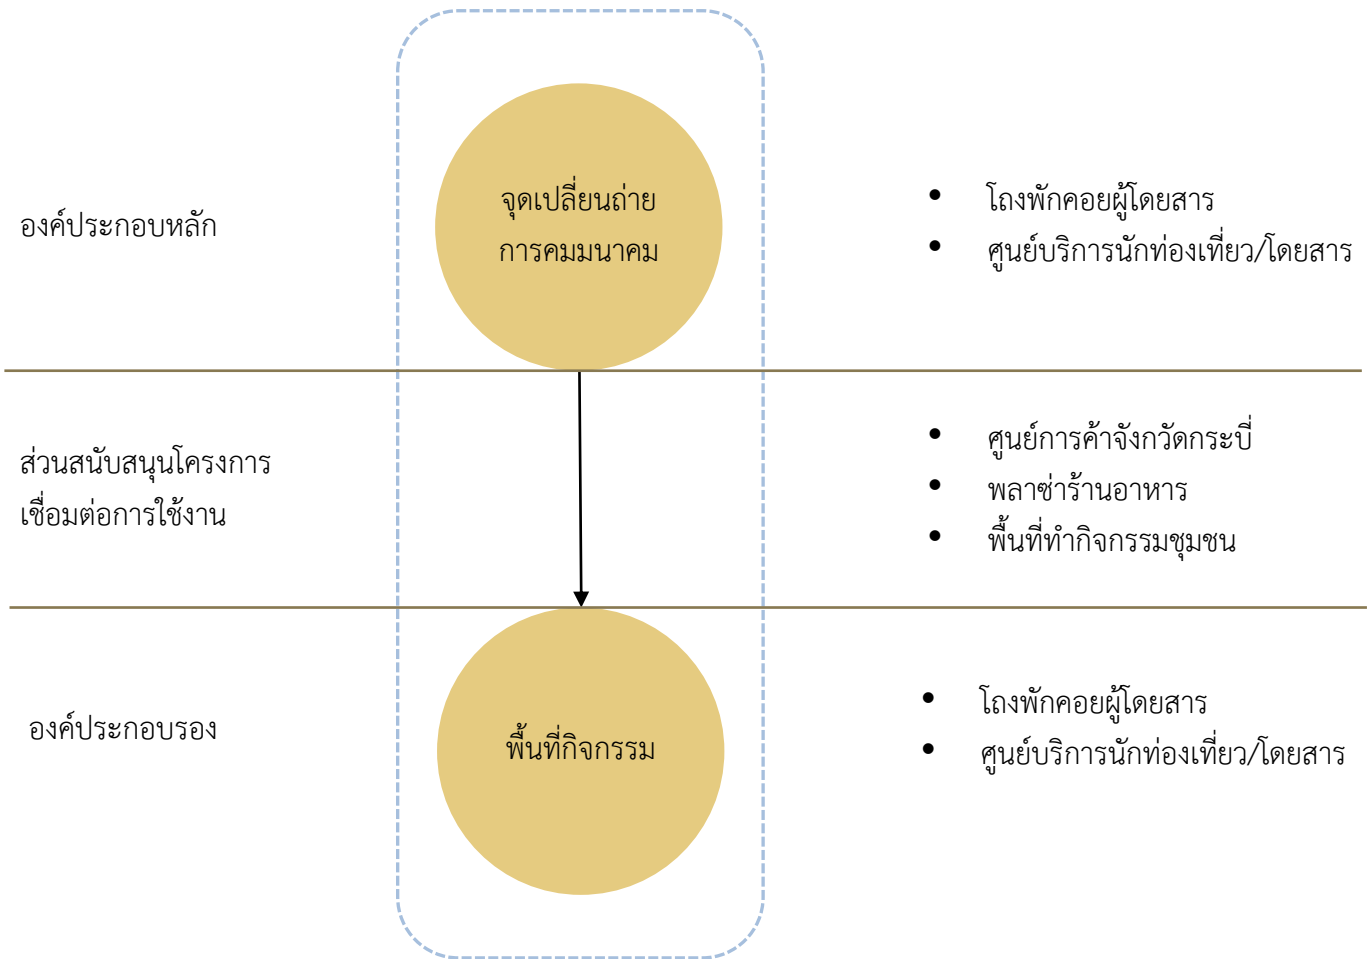 องค์ประกอบหลัก
จุดเปลี่ยนถ่าย
การคมมนาคม
• โถงพักคอยผู้โดยสาร
• ศูนย์บริการนักท่องเที่ยว/โดยสาร
ส่วนสนับสนุนโครงการ
เชื่อมต่อการใช้งาน
• ศูนย์การค้าจังกวัดกระบี่
• พลาซ่าร้านอาหาร
• พื้นที่ทำกิจกรรมชุมชน
องค์ประกอบรอง
พื้นที่กิจกรรม
• โถงพักคอยผู้โดยสาร
• ศูนย์บริการนักท่องเที่ยว/โดยสาร